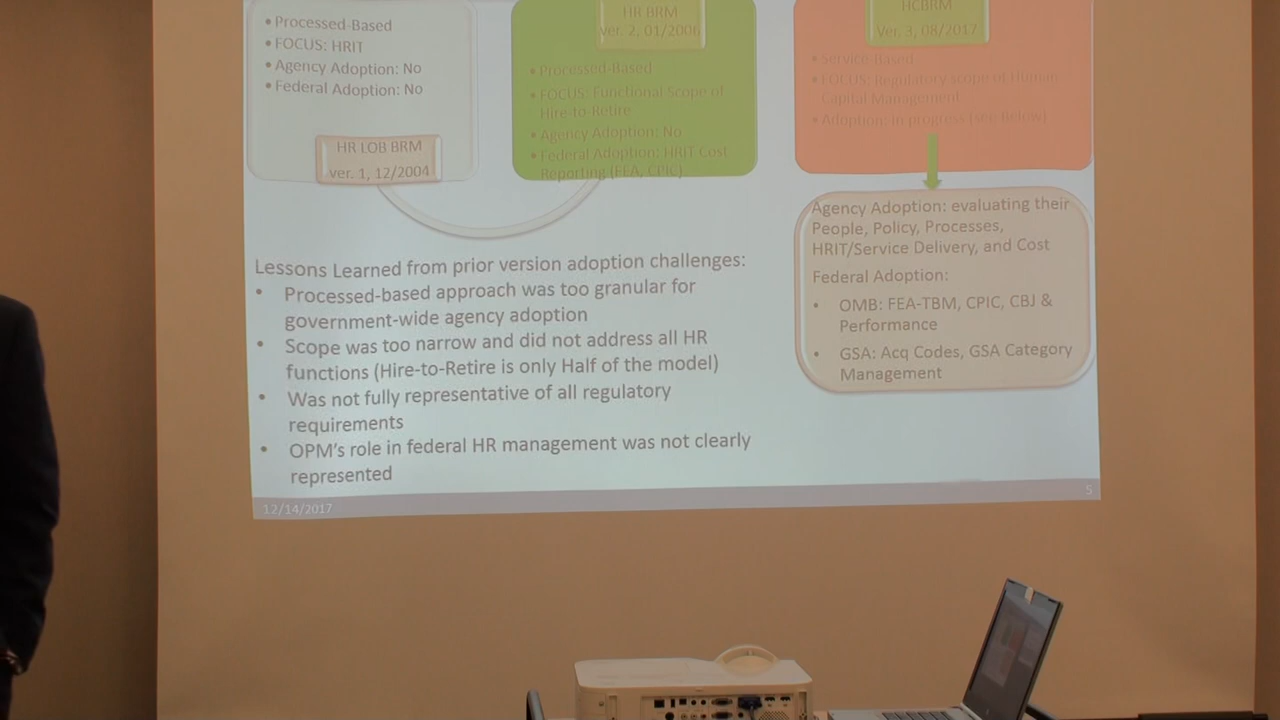 • Processed-Based
• FOCUS: HRIT
• Agency Adoption: No
• Federal Adoption: No
HR LOB BRM
ver. 1, 12/2004
HR BRM
ver. 2, 01/2006
• Processed-Based
• FOCUS: Functional Scope of
Hire-to-Retire
• Agency Adoption: No
• Federal Adoption: HRIT Cost
Reporting (FEA, CPIC)
HCBRM
Ver. 3, 08/2017
• Service-Based
• FOCUS: Regulatory scope of Human
Capital Management
• Adoption: in progress (see Below)
Agency Adoption: evaluating their
People, Policy, Processes,
HRIT/Service Delivery, and Cost
Federal Adoption:
• OMB: FEA-TBM, CPIC, CBJ &
Performance
• GSA: Acq Codes, GSA Category
Management
Lessons Learned from prior version adoption challenges:
• Processed-based approach was too granular for
government-wide agency adoption
• Scope was too narrow and did not address all HR
functions (Hire-to-Retire is only Half of the model)
• Was not fully representative of all regulatory
requirements
• OPM's role in federal HR management was not clearly
represented
12/14/2017
5